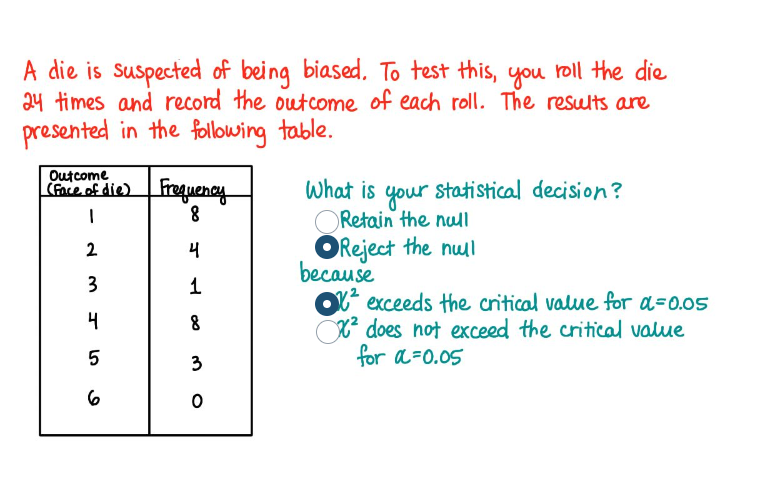 A die is suspected of being biased. To test this, you roll the die
24 times and record the outcome of each roll. The results are
presented in the following table.
Outcome
(Face of die) Frequency
1 8
2 4
3 1
4 8
5 3
6 0
What is your statistical decision?
Retain the null
Reject the null
because
χ² exceeds the critical value for α=0.05
χ² does not exceed the critical value
for α=0.05